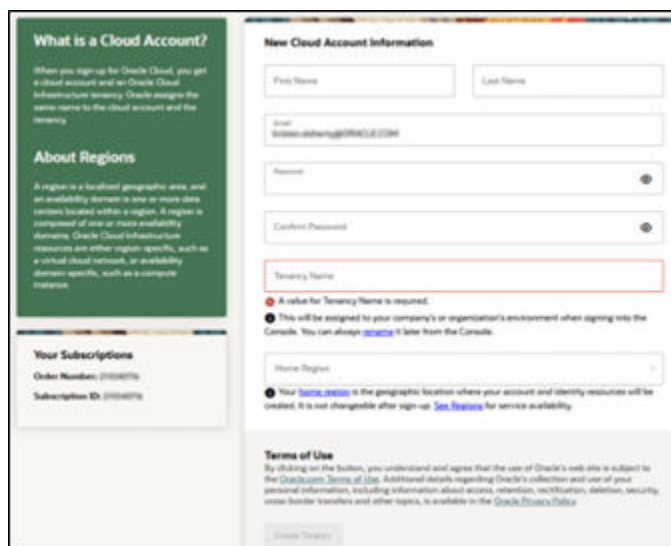 What is a Cloud Account?
When you sign up for Oracle Cloud, you get
a cloud account and an Oracle Cloud
Infrastructure tenancy. Oracle assigns the
same name to the cloud account and the
tenancy.
About Regions
A region is a localized geographic area, and
an availability domain is one or more data
centers located within a region. A region is
composed of one or more availability
domains. Oracle Cloud Infrastructure
resources are either region specific, such as
a virtual cloud network, or availability
domain specific, such as a compute
instance.
Your Subscriptions
Order Number:
Subscription ID:
New Cloud Account Information
First Name
Last Name
Email
Password
Confirm Password
Tenancy Name
A value for Tenancy Name is required.
This will be assigned to your company's or organization's environment when signing into the
Console. You can always rename it later from the Console.
Home Region
Your home region is the geographic location where your account and identity resources will be
created. It is not changeable after sign-up. See Regions for service availability.
Terms of Use
By clicking on the button, you understand and agree that the use of Oracle's web site is subject to
the Oracle.com Terms of Use. Additional details regarding Oracle's collection and use of your
personal information, including information about access, retention, rectification, deletion, security,
cross-border transfers and other topics, is available in the Oracle Privacy Policy.
Create Tenancy